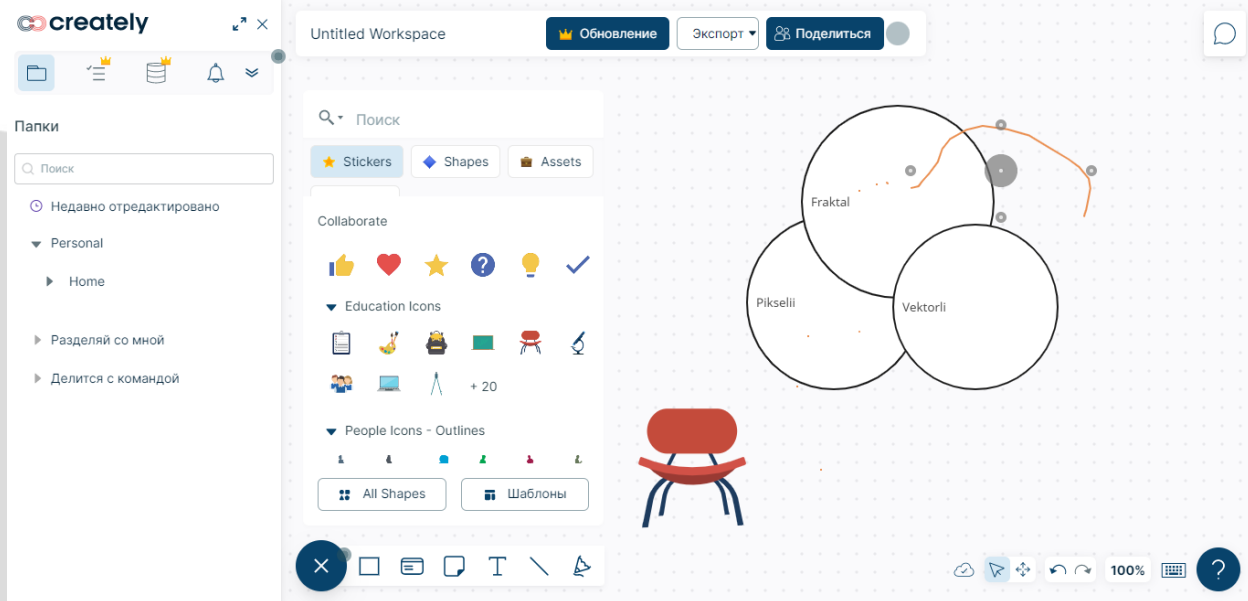 creately
Untitled Workspace
Обновление
Экспорт
Поделиться
Папки
Поиск
Недавно отредактировано
Personal
Home
Разделяй со мной
Делится с командой
Поиск
Stickers
Shapes
Assets
Collaborate
Education Icons
+ 20
People Icons - Outlines
All Shapes
Шаблоны
Fraktal
Pikselii
Vektorli
T
100%
?